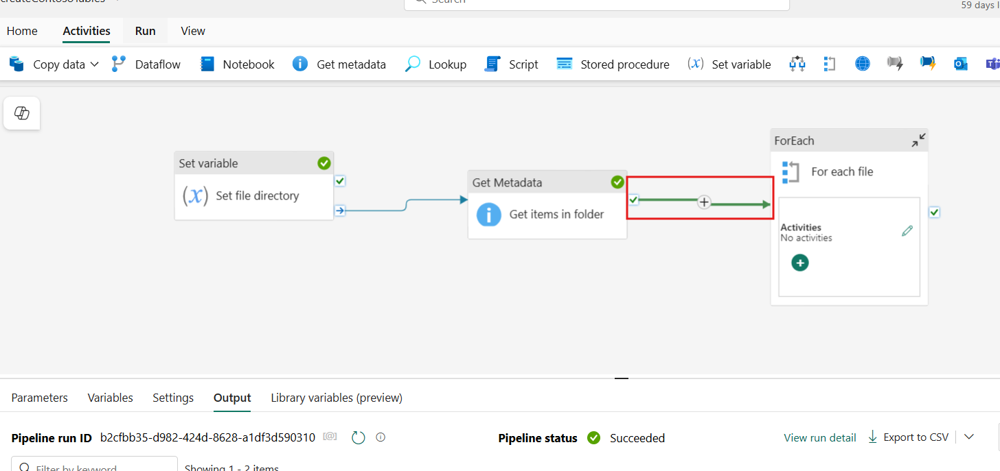 createContosoTables
Search
59 days l
Home Activities Run View
Copy data Dataflow Notebook Get metadata Lookup Script Stored procedure (x) Set variable
Set variable
(x) Set file directory
Get Metadata
Get items in folder
ForEach
For each file
Activities
No activities
Parameters Variables Settings Output Library variables (preview)
Pipeline run ID b2cfbb35-d982-424d-8628-a1df3d590310 [@] Pipeline status Succeeded View run detail Export to CSV
Filter by keyword Showing 1 - 2 items